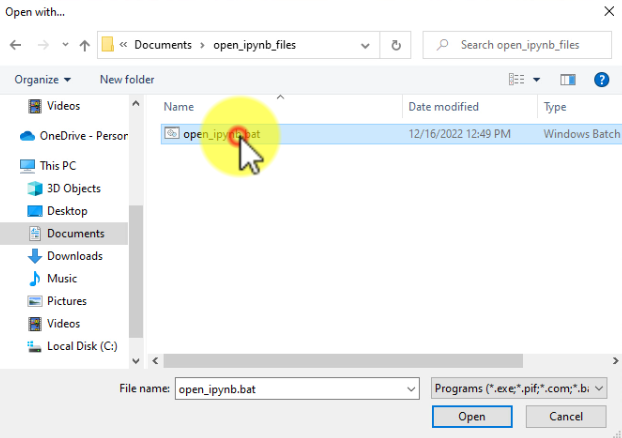 Open with...
« Documents › open_ipynb_files
Search open_ipynb_files
Organize
New folder
Name
Date modified
Type
open_ipynb.bat
12/16/2022 12:49 PM
Windows Batch
Videos
OneDrive - Person
This PC
3D Objects
Desktop
Documents
Downloads
Music
Pictures
Videos
Local Disk (C:)
File name:
open_ipynb.bat
Programs (*.exe;*.pif;*.com;*.ba
Open
Cancel